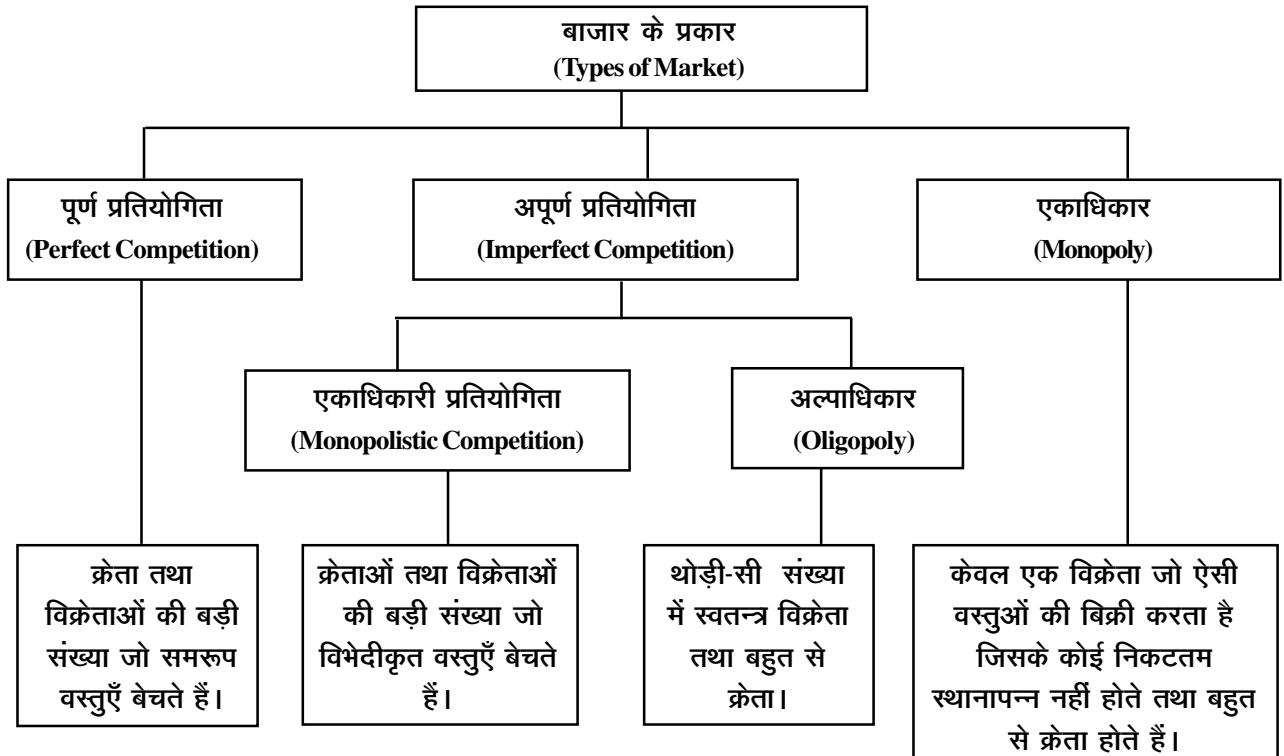 बाजार के प्रकार
(Types of Market)
पूर्ण प्रतियोगिता
(Perfect Competition)
अपूर्ण प्रतियोगिता
(Imperfect Competition)
एकाधिकार
(Monopoly)
एकाधिकारी प्रतियोगिता
(Monopolistic Competition)
अल्पाधिकार
(Oligopoly)
क्रेता तथा
विक्रेताओं की बड़ी
संख्या जो समरूप
वस्तुएँ बेचते हैं।
क्रेताओं तथा विक्रेताओं
की बड़ी संख्या जो
विभेदीकृत वस्तुएँ बेचते
हैं।
थोड़ी-सी संख्या
में स्वतन्त्र विक्रेता
तथा बहुत से
क्रेता।
केवल एक विक्रेता जो ऐसी
वस्तुओं की बिक्री करता है
जिसके कोई निकटतम
स्थानापन्न नहीं होते तथा बहुत
से क्रेता होते हैं।